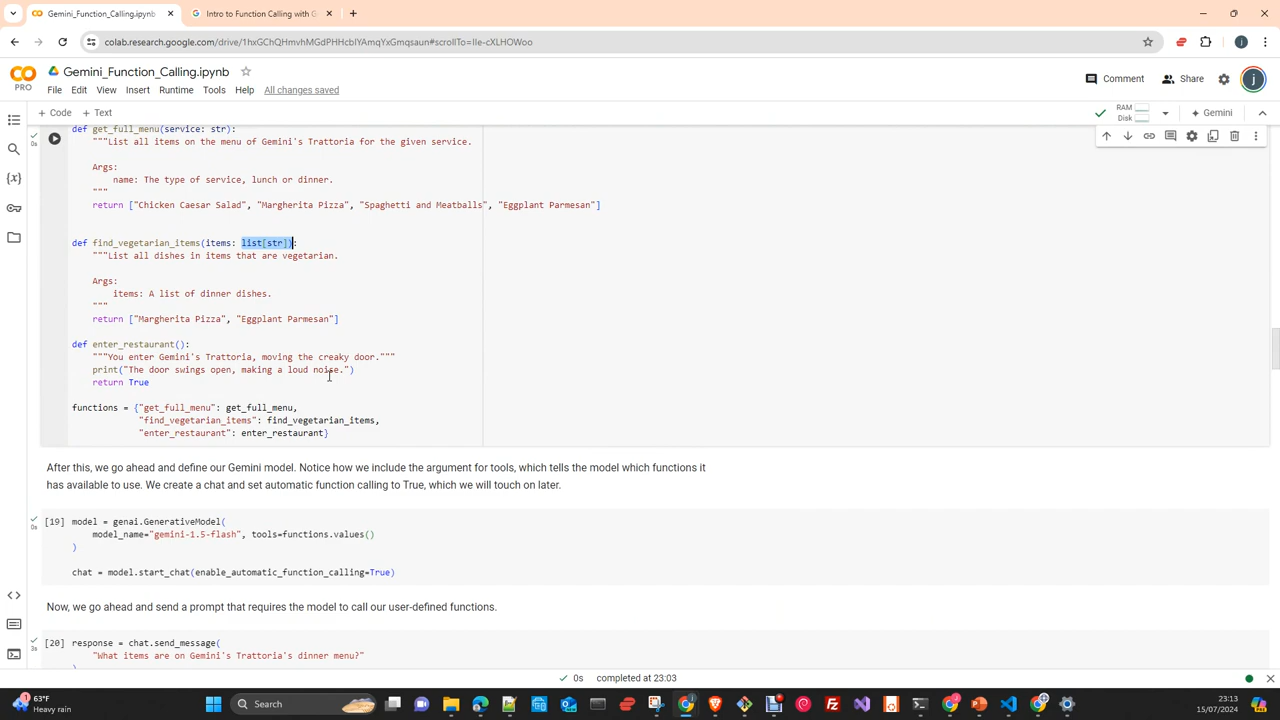 Gemini_Function_Calling.ipynb
Intro to Function Calling with G
colab.research.google.com/drive/1hxGChQHmvhMGdPHHcbIYAmqYxGmqsaun#scrollTo=IIe-cXLHOWoo
j
PRO
Gemini_Function_Calling.ipynb
File Edit View Insert Runtime Tools Help All changes saved
Comment Share j
+ Code + Text
RAM
Disk
Gemini
0s
def get_full_menu(service: str):
"""List all items on the menu of Gemini's Trattoria for the given service.
Args:
name: The type of service, lunch or dinner.
"""
return ["Chicken Caesar Salad", "Margherita Pizza", "Spaghetti and Meatballs", "Eggplant Parmesan"]
def find_vegetarian_items(items: list[str]):
"""List all dishes in items that are vegetarian.
Args:
items: A list of dinner dishes.
"""
return ["Margherita Pizza", "Eggplant Parmesan"]
def enter_restaurant():
"""You enter Gemini's Trattoria, moving the creaky door."""
print("The door swings open, making a loud noise.")
return True
functions = {"get_full_menu": get_full_menu,
"find_vegetarian_items": find_vegetarian_items,
"enter_restaurant": enter_restaurant}
After this, we go ahead and define our Gemini model. Notice how we include the argument for tools, which tells the model which functions it
has available to use. We create a chat and set automatic function calling to True, which we will touch on later.
0s
[19] model = genai.GenerativeModel(
model_name="gemini-1.5-flash", tools=functions.values()
)
chat = model.start_chat(enable_automatic_function_calling=True)
Now, we go ahead and send a prompt that requires the model to call our user-defined functions.
3s
[20] response = chat.send_message(
"What items are on Gemini's Trattoria's dinner menu?"
)
0s completed at 23:03
63°F
Heavy rain
Search
23:13
15/07/2024